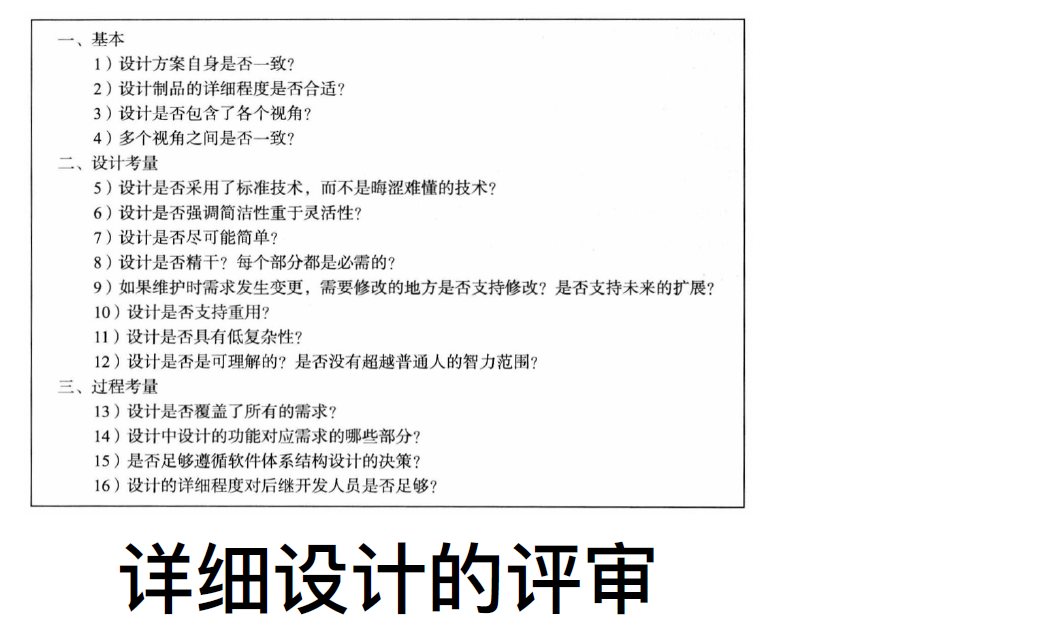 一、基本
1）设计方案自身是否一致？
2）设计制品的详细程度是否合适？
3）设计是否包含了各个视角？
4）多个视角之间是否一致？
二、设计考量
5）设计是否采用了标准技术，而不是晦涩难懂的技术？
6）设计是否强调简洁性重于灵活性？
7）设计是否尽可能简单？
8）设计是否精干？每个部分都是必需的？
9）如果维护时需求发生变更，需要修改的地方是否支持修改？是否支持未来的扩展？
10）设计是否支持重用？
11）设计是否具有低复杂性？
12）设计是否是可理解的？是否没有超越普通人的智力范围？
三、过程考量
13）设计是否覆盖了所有的需求？
14）设计中设计的功能对应需求的哪些部分？
15）是否足够遵循软件体系结构设计的决策？
16）设计的详细程度对后继开发人员是否足够？
详细设计的评审